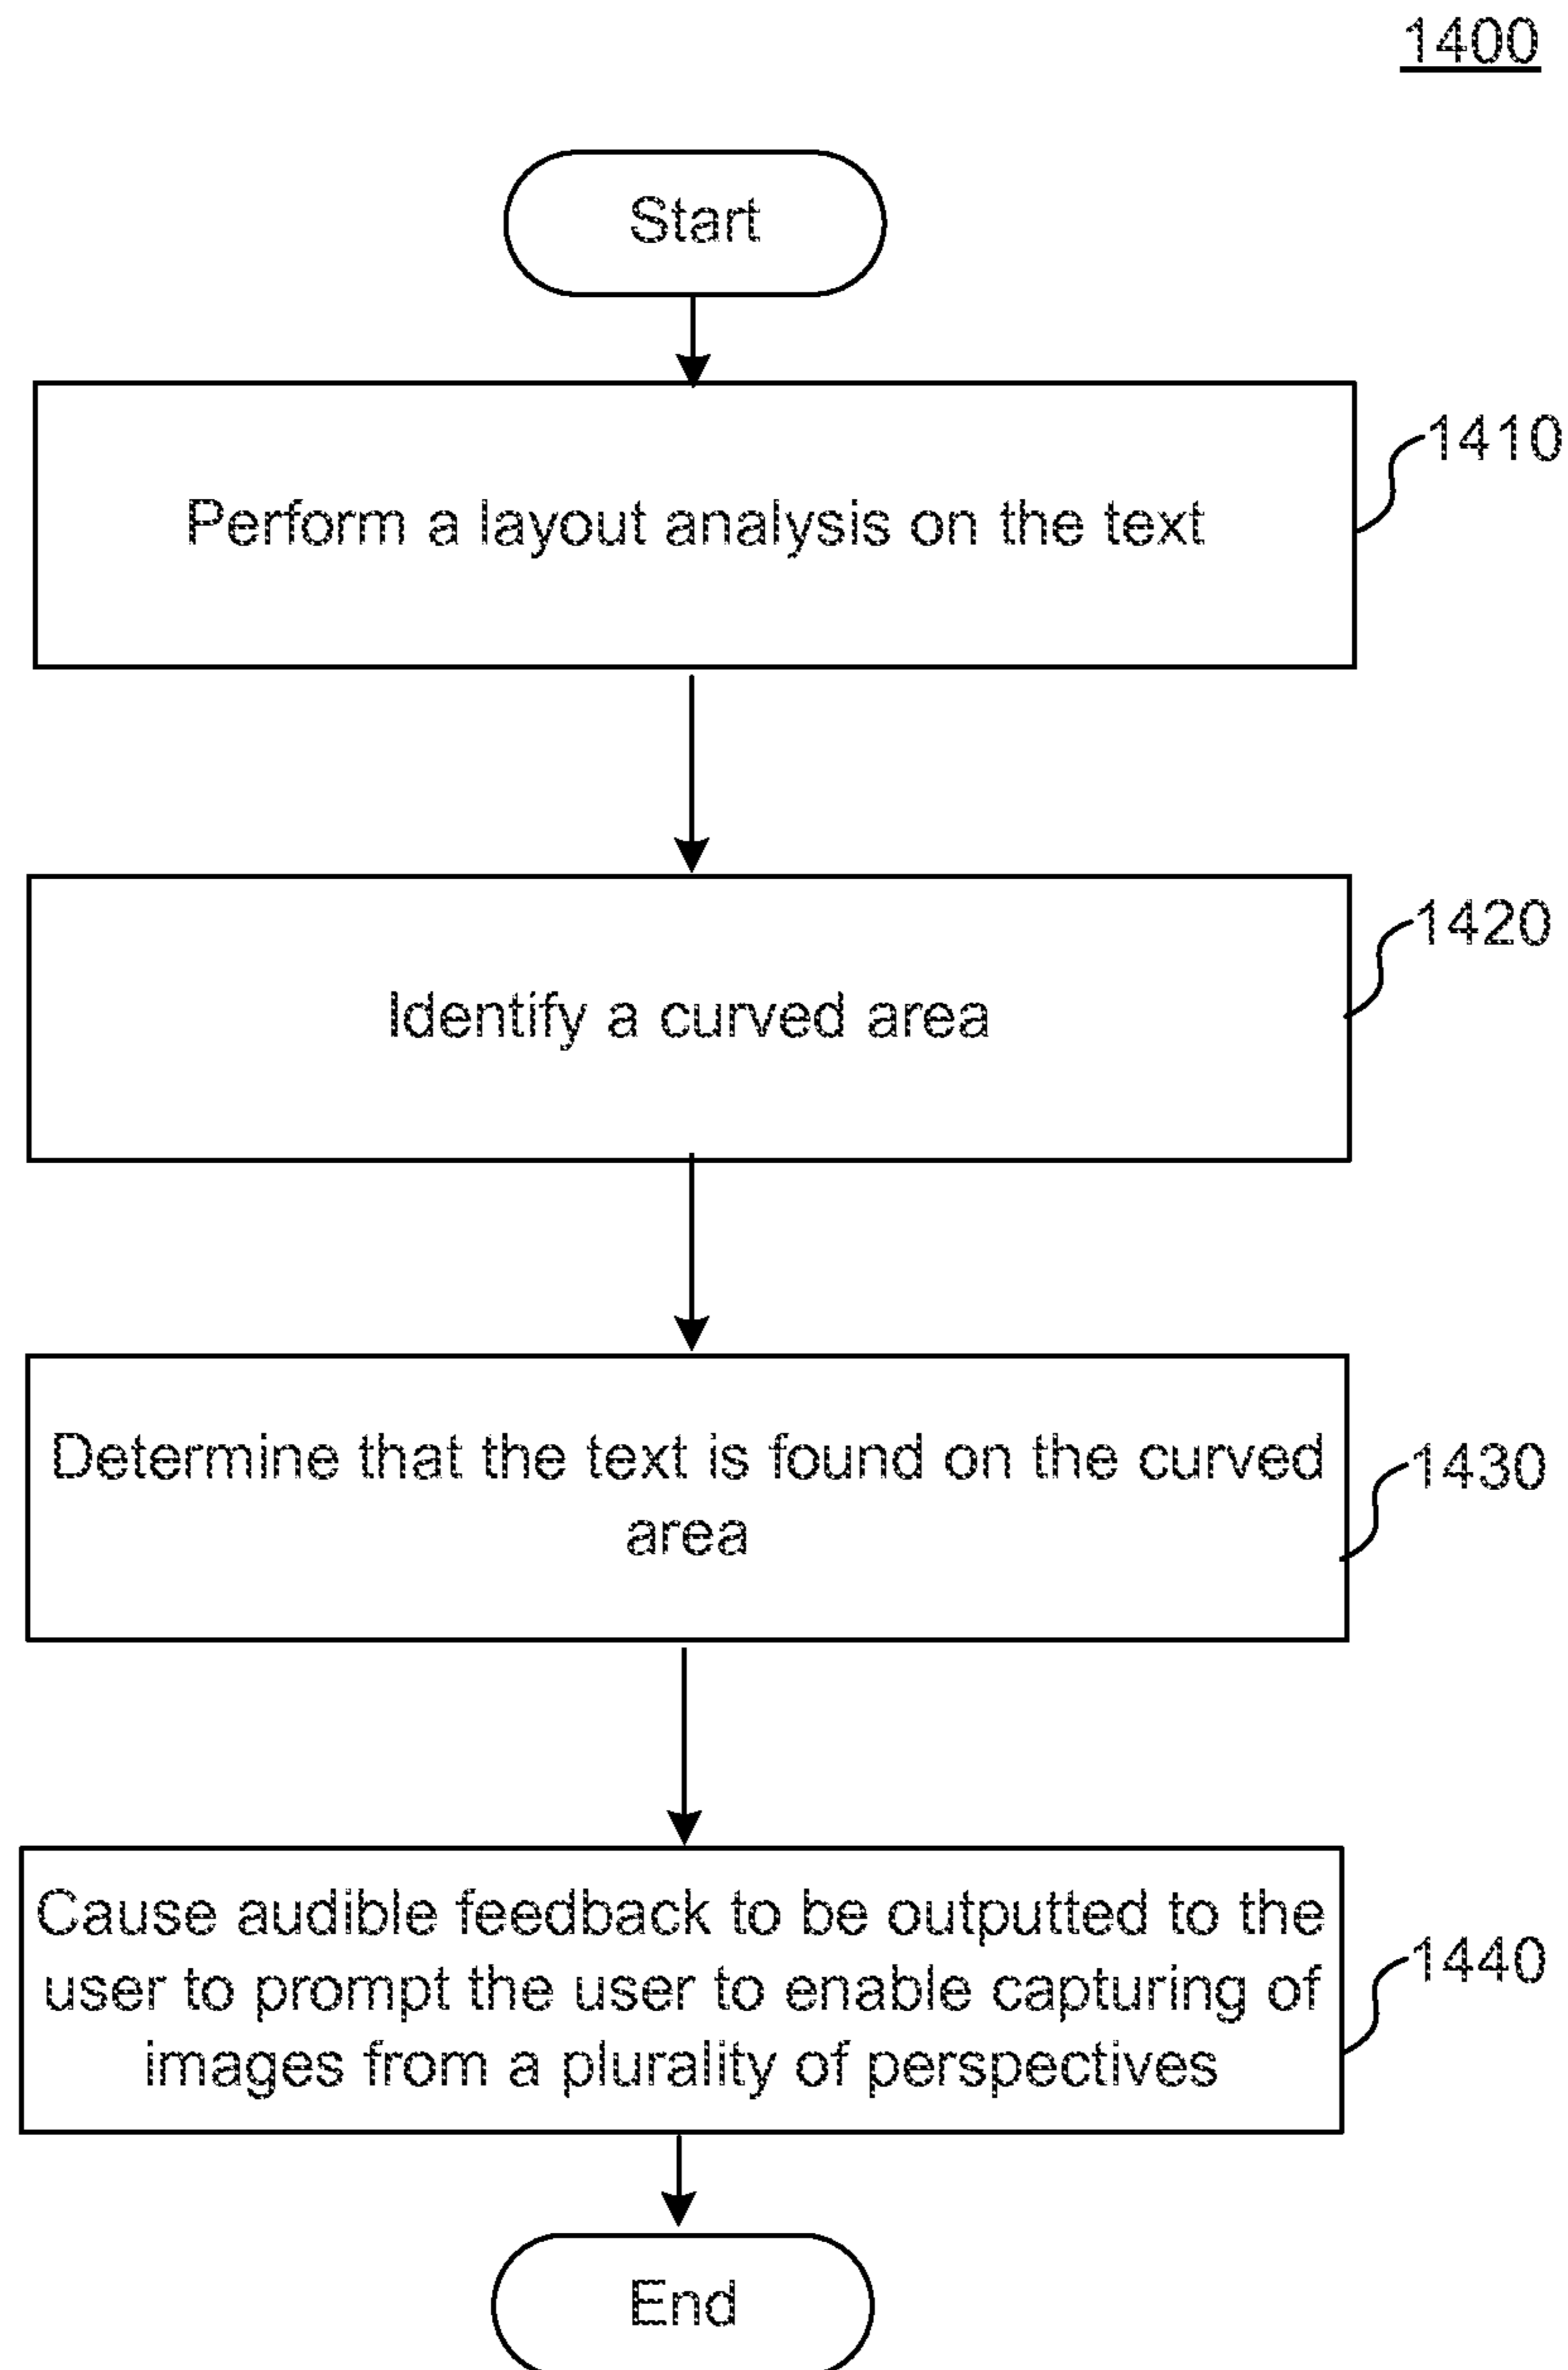 1400
Start
Perform a layout analysis on the text
1410
Identify a curved area
1420
Determine that the text is found on the curved
area
1430
Cause audible feedback to be outputted to the
user to prompt the user to enable capturing of
images from a plurality of perspectives
1440
End